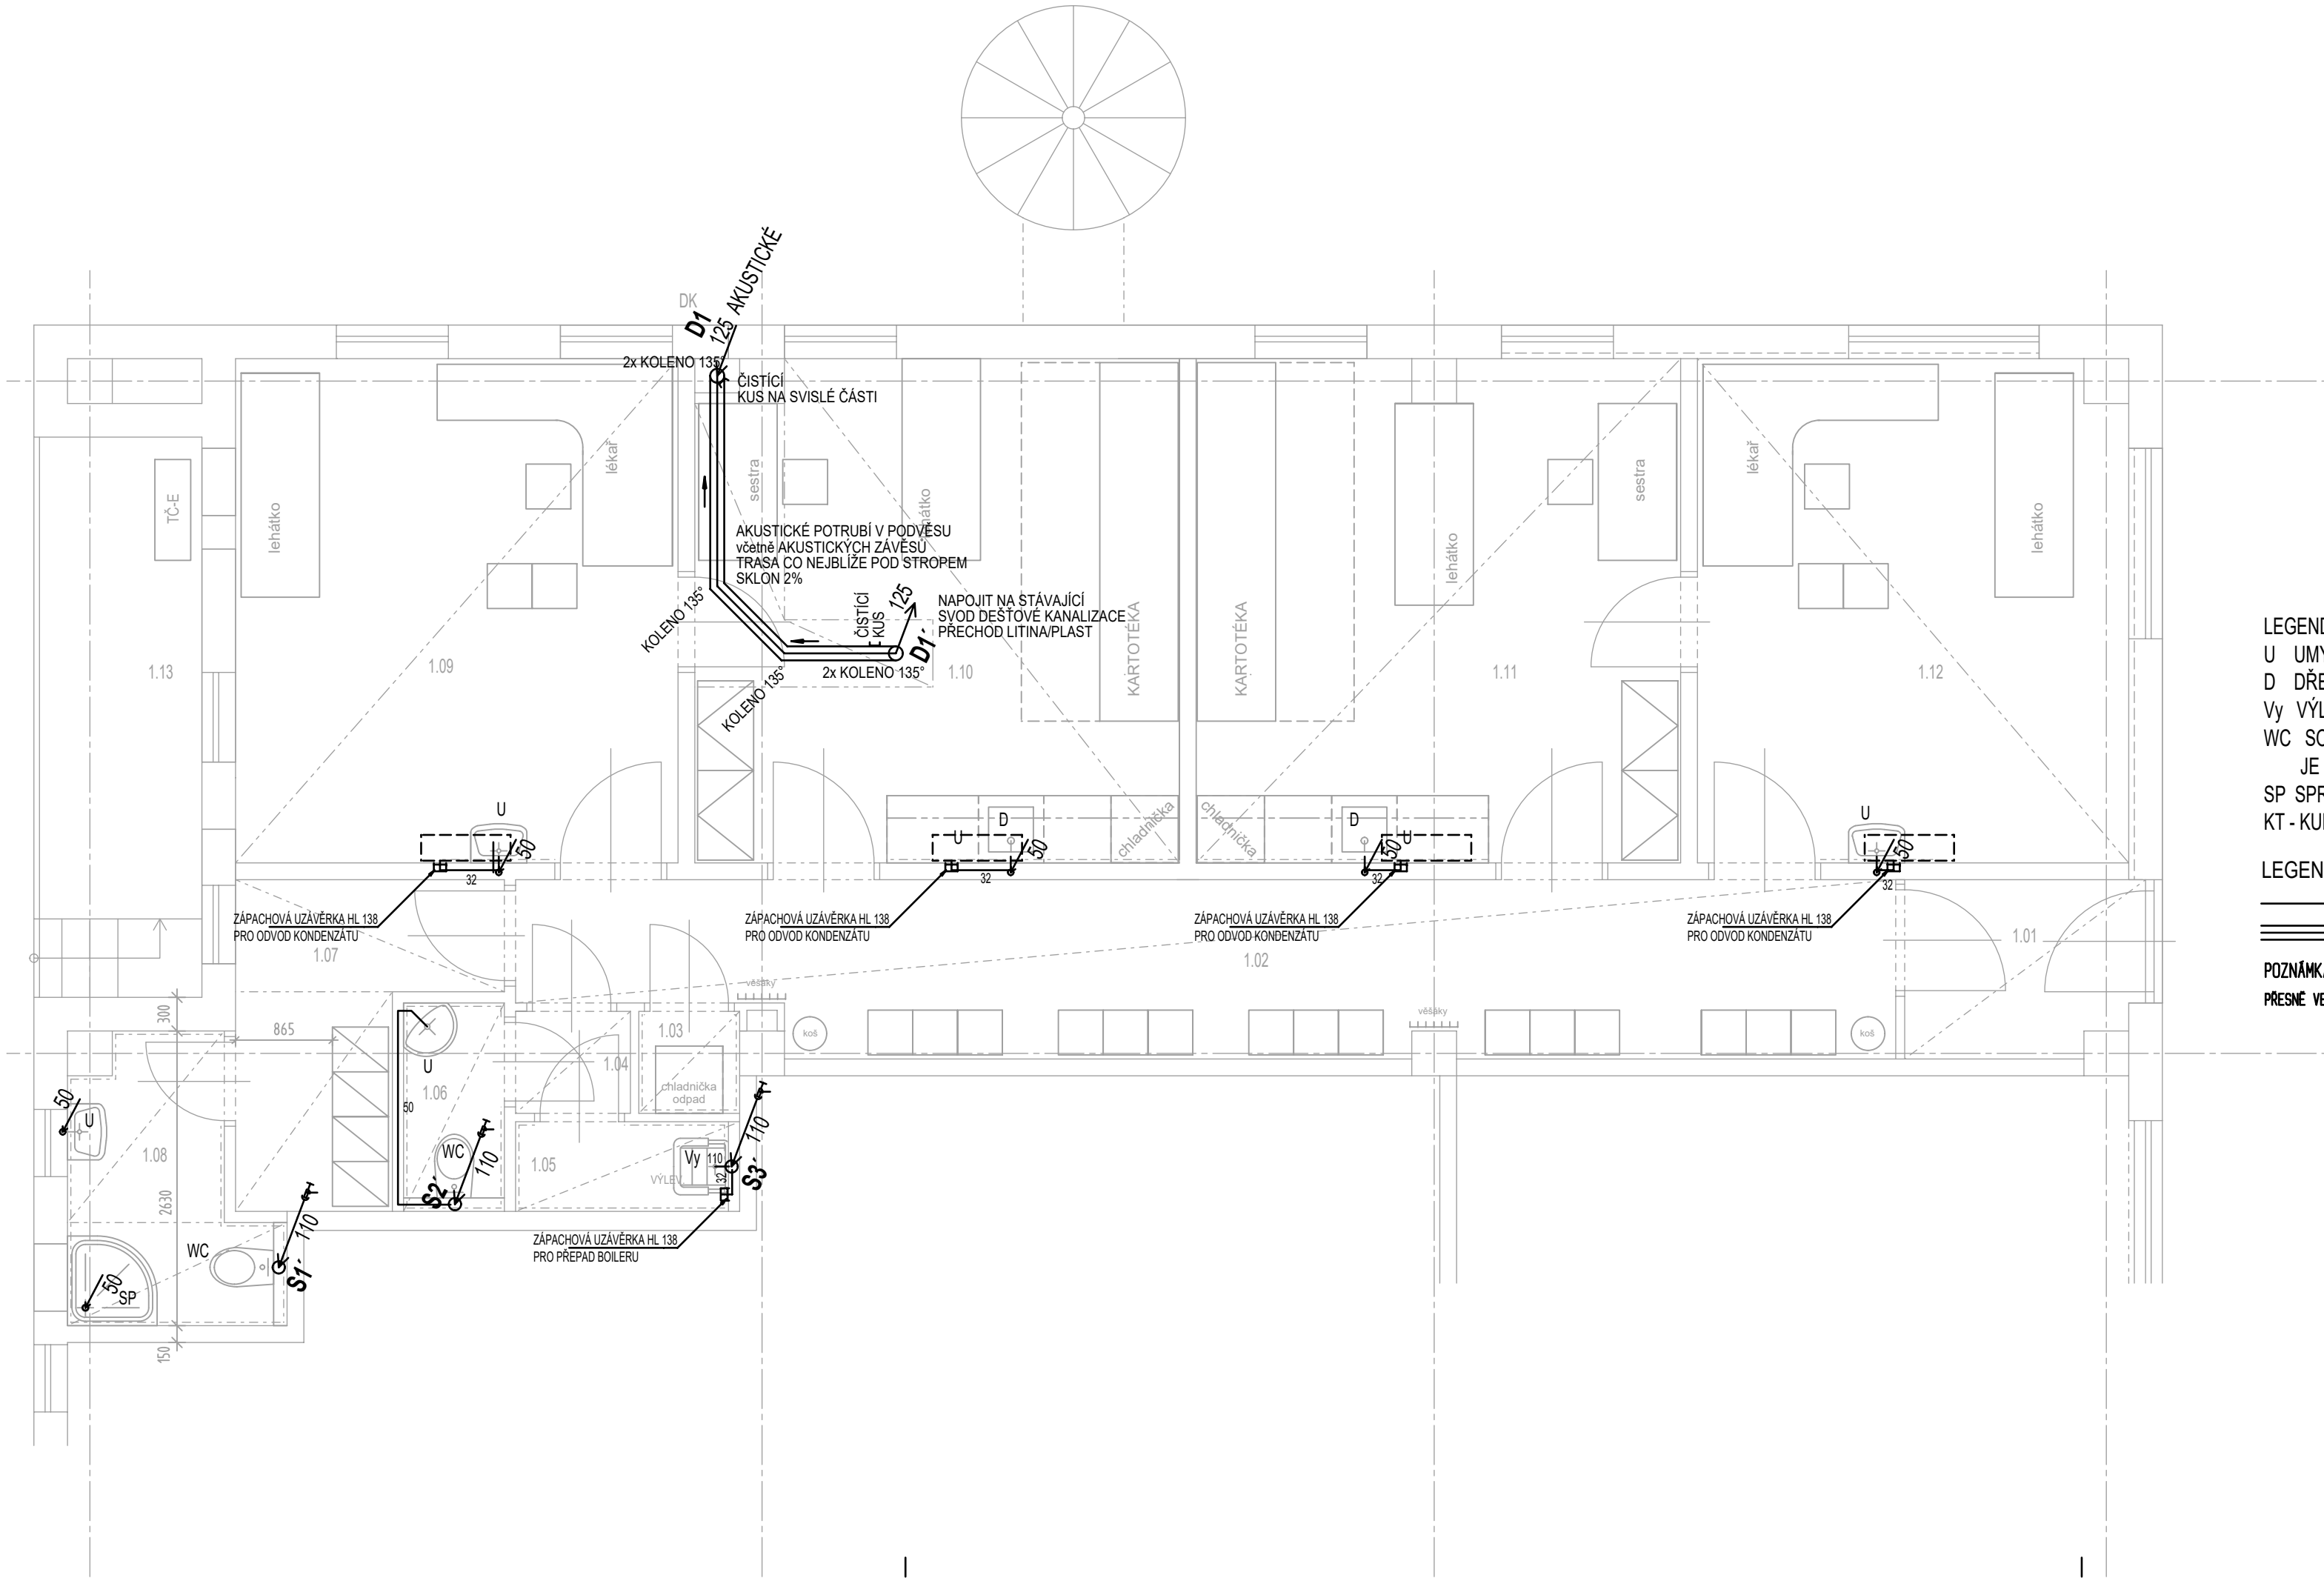 AKUSTICKÉ
125
DK
D1
2x KOLENO 135°
ČISTÍCÍ
KUS NA SVISLÉ ČÁSTI
lékař
sestra
lehátko
sestra
lékař
TČ-E
lehátko
lehátko
lehátko
AKUSTICKÉ POTRUBÍ V PODVĚSU
včetně AKUSTICKÝCH ZÁVĚSŮ
TRASA CO NEJBLÍŽE POD STROPEM
SKLON 2%
KOLENO 135°
ČISTÍCÍ
KUS
125
NAPOJIT NA STÁVAJÍCÍ
SVOD DEŠŤOVÉ KANALIZACE
PŘECHOD LITINA/PLAST
D1´
2x KOLENO 135°
KOLENO 135°
KARTOTÉKA
KARTOTÉKA
1.13
1.09
1.10
1.11
1.12
LEGEND
U UMY
D DŘE
Vy VÝL
WC SO
JE
SP SPR
KT - KUI
LEGEN
POZNÁMKA
PŘESNĚ VE
U
50
32
U
D
50
32
chladnička
chladnička
D
U
50
32
U
50
32
ZÁPACHOVÁ UZÁVĚRKA HL 138
PRO ODVOD KONDENZÁTU
ZÁPACHOVÁ UZÁVĚRKA HL 138
PRO ODVOD KONDENZÁTU
ZÁPACHOVÁ UZÁVĚRKA HL 138
PRO ODVOD KONDENZÁTU
ZÁPACHOVÁ UZÁVĚRKA HL 138
PRO ODVOD KONDENZÁTU
1.07
1.02
1.01
věšáky
věšáky
300
865
1.03
koš
koš
U
1.04
1.06
chladnička
odpad
50
50
U
1.08
WC
110
1.05
Vy
110
110
32
VÝLEV
S2´
S3´
2630
110
WC
S1´
50
SP
150
ZÁPACHOVÁ UZÁVĚRKA HL 138
PRO PŘEPAD BOILERU